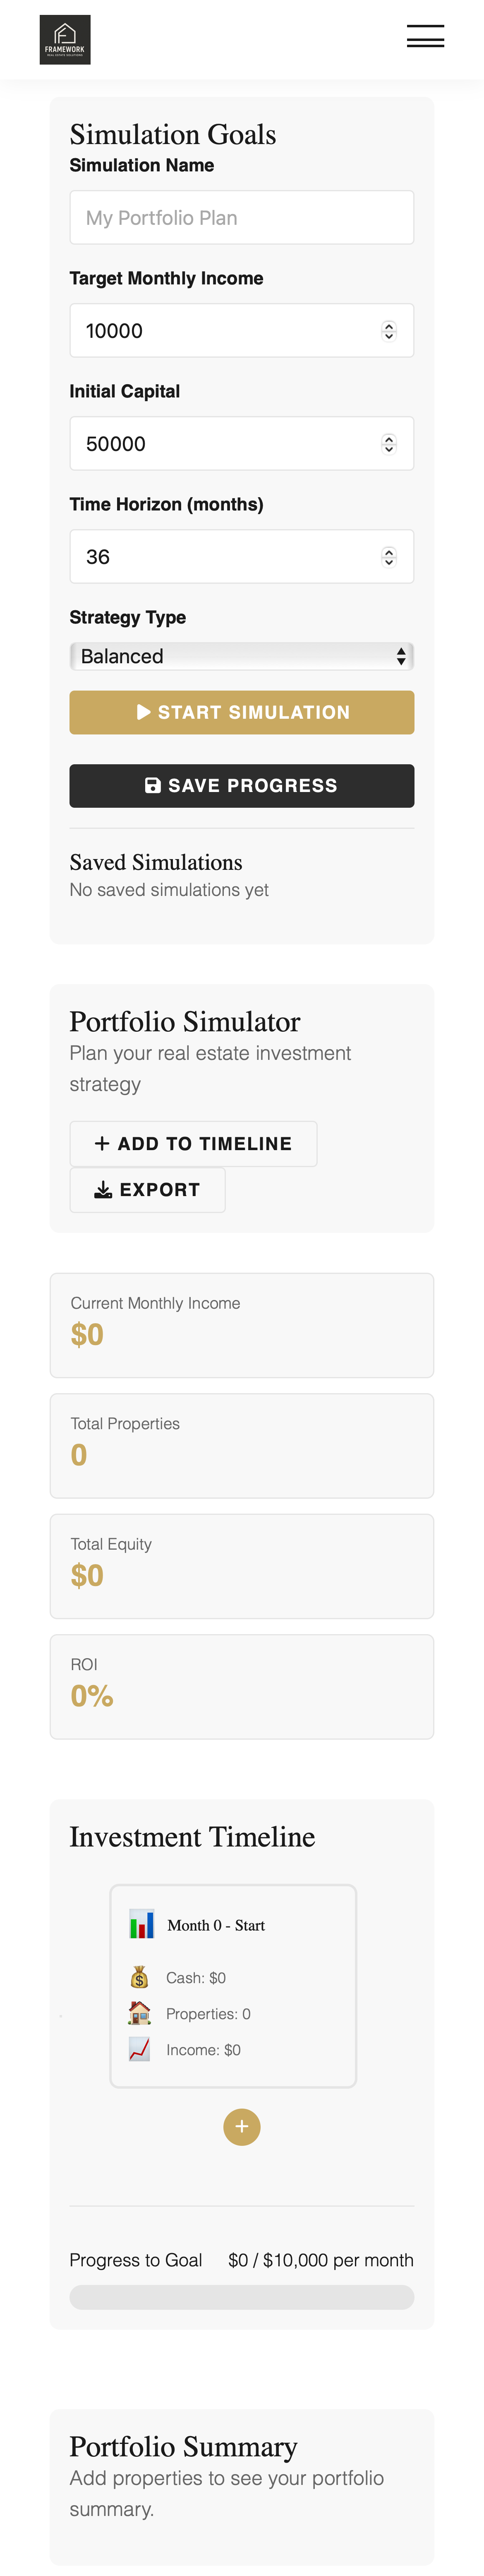 FRAMEWORK
REAL ESTATE SOLUTIONS
Simulation Goals
Simulation Name
My Portfolio Plan
Target Monthly Income
10000
Initial Capital
50000
Time Horizon (months)
36
Strategy Type
Balanced
START SIMULATION
SAVE PROGRESS
Saved Simulations
No saved simulations yet
Portfolio Simulator
Plan your real estate investment
strategy
+ ADD TO TIMELINE
EXPORT
Current Monthly Income
$0
Total Properties
0
Total Equity
$0
ROI
0%
Investment Timeline
Month 0 - Start
Cash: $0
Properties: 0
Income: $0
+
Progress to Goal $0 / $10,000 per month
Portfolio Summary
Add properties to see your portfolio
summary.